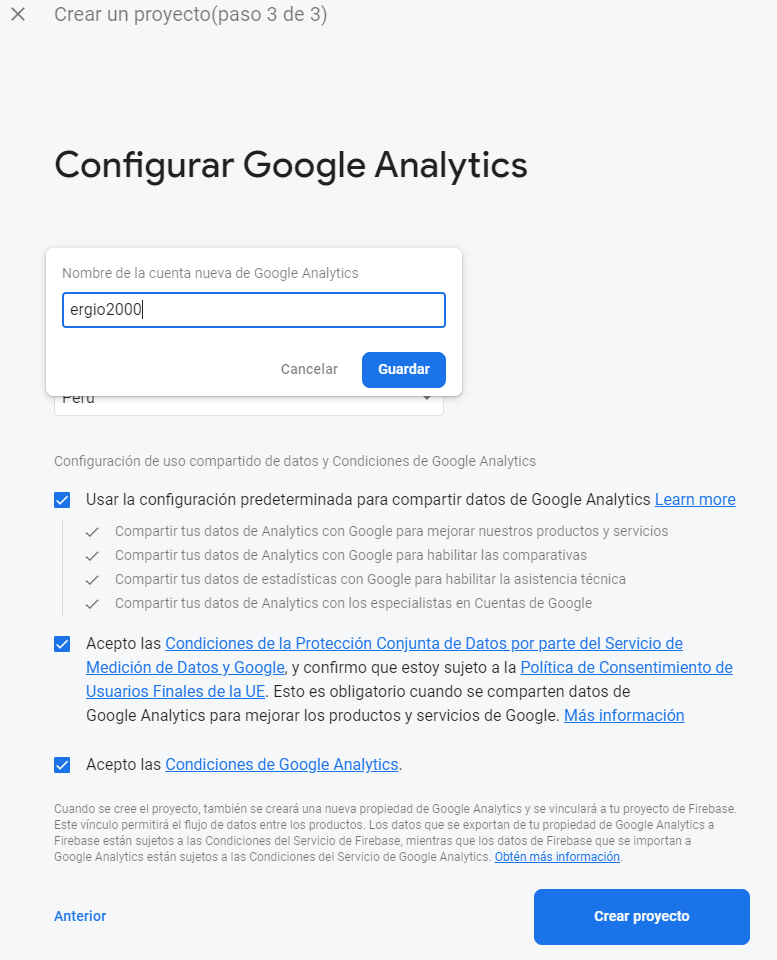 Crear un proyecto(paso 3 de 3)
Configurar Google Analytics
Nombre de la cuenta nueva de Google Analytics
ergio2000
Cancelar
Guardar
Perú
Configuración de uso compartido de datos y Condiciones de Google Analytics
Usar la configuración predeterminada para compartir datos de Google Analytics Learn more
Compartir tus datos de Analytics con Google para mejorar nuestros productos y servicios
Compartir tus datos de Analytics con Google para habilitar las comparativas
Compartir tus datos de estadísticas con Google para habilitar la asistencia técnica
Compartir tus datos de Analytics con los especialistas en Cuentas de Google
Acepto las Condiciones de la Protección Conjunta de Datos por parte del Servicio de
Medición de Datos y Google, y confirmo que estoy sujeto a la Política de Consentimiento de
Usuarios Finales de la UE. Esto es obligatorio cuando se comparten datos de
Google Analytics para mejorar los productos y servicios de Google. Más información
Acepto las Condiciones de Google Analytics.
Cuando se cree el proyecto, también se creará una nueva propiedad de Google Analytics y se vinculará a tu proyecto de Firebase.
Este vínculo permitirá el flujo de datos entre los productos. Los datos que se exportan de tu propiedad de Google Analytics a
Firebase están sujetos a las Condiciones del Servicio de Firebase, mientras que los datos de Firebase que se importan a
Google Analytics están sujetos a las Condiciones del Servicio de Google Analytics. Obtén más información.
Anterior
Crear proyecto